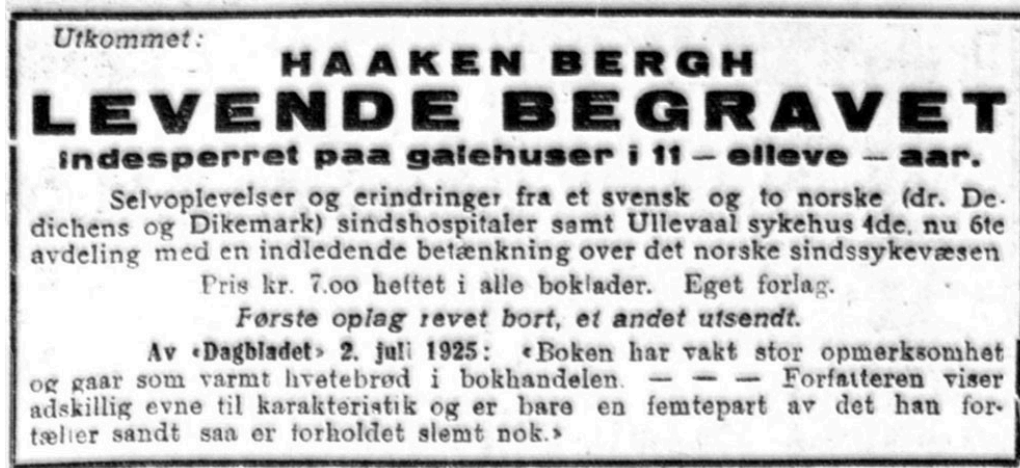 Utkommet:
HAAKEN BERGH
LEVENDE BEGRAVET
indesperret paa galehuser i 11 — elleve — aar.
Selvoplevelser og erindringer fra et svensk og to norske (dr. De-
dichens og Dikemark) sindshospitaler samt Ullevaal sykehus 4de, nu 6te
avdeling med en indledende betænkning over det norske sindssykevæsen
Pris kr. 7.00 heftet i alle boklader. Eget forlag.
Første oplag revet bort, et andet utsendt.
Av «Dagbladet» 2. juli 1925: «Boken har vakt stor opmerksomhet
og gaar som varmt hvetebrød i bokhandelen. — — — Forfatteren viser
adskillig evne til karakteristik og er bare en femtepart av det han for-
tæller sandt saa er forholdet slemt nok.»